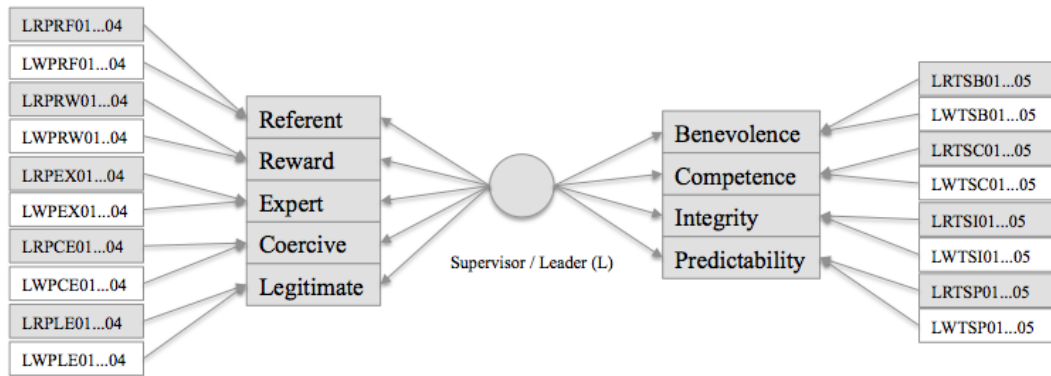 LRPRF01...04
LWPRF01...04
LRPRW01...04
LWPRW01...04
LRPEX01...04
LWPEX01...04
LRPCE01...04
LWPCE01...04
LRPLE01...04
LWPLE01...04
Referent
Reward
Expert
Coercive
Legitimate
Supervisor / Leader (L)
Benevolence
Competence
Integrity
Predictability
LRTSB01...05
LWTSB01...05
LRTSC01...05
LWTSC01...05
LRTSI01...05
LWTSI01...05
LRTSP01...05
LWTSP01...05